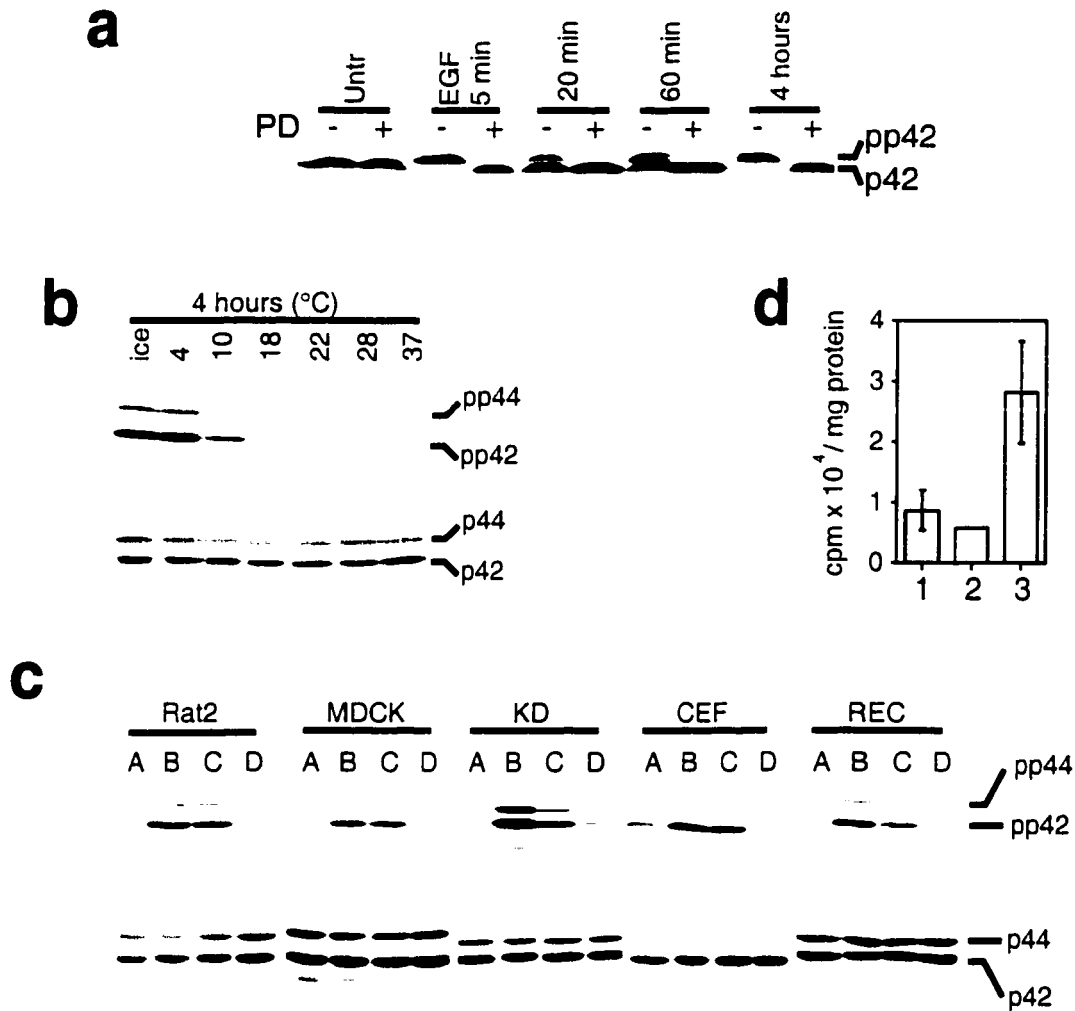 a
Untr
EGF
5 min
20 min
60 min
4 hours
PD - + - + - + - + - +
pp42
p42
b
4 hours (°C)
ice 4 10 18 22 28 37
pp44
pp42
p44
p42
d
cpm x 10⁴ / mg protein
4
3
2
1
0
1 2 3
c
Rat2 MDCK KD CEF REC
A B C D A B C D A B C D A B C D A B C D
pp44
pp42
p44
p42